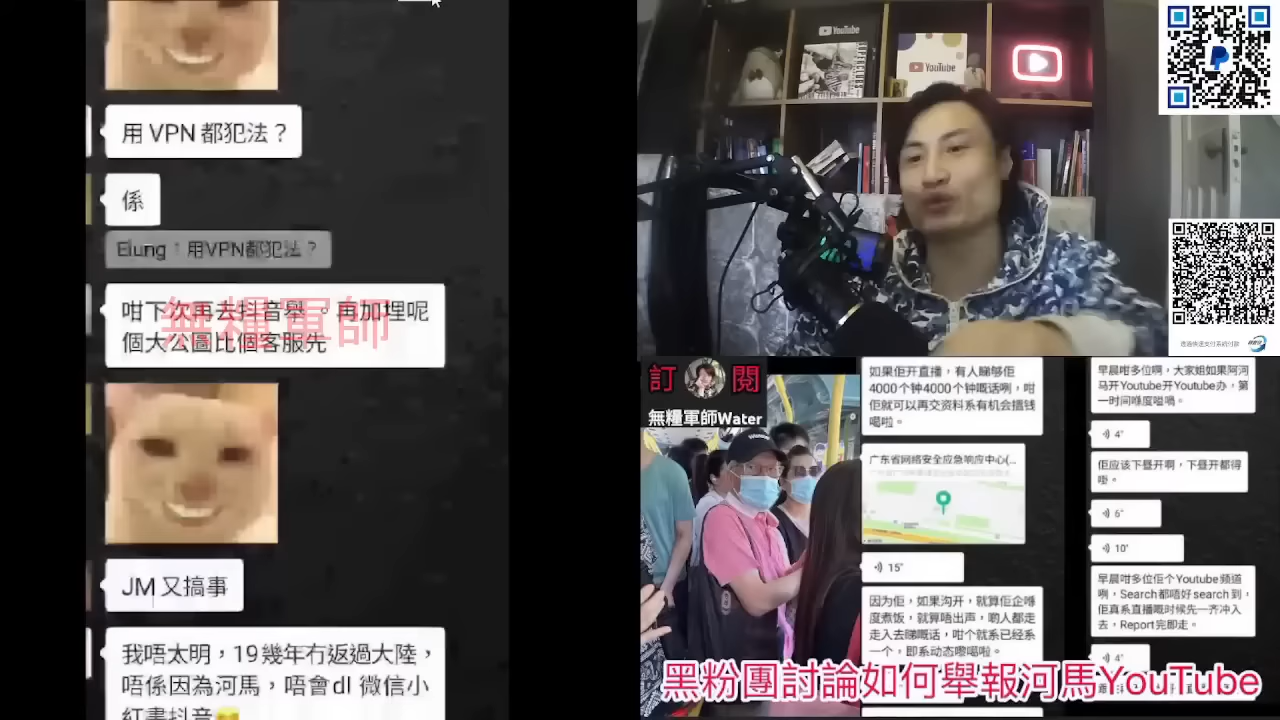 用 VPN 都犯法？
係
Elung：用VPN都犯法？
咁下次再去抖音舉。再加埋呢
個大公圖比個客服先
無糧軍師
JM 又搞事
我唔太明，19幾年冇返過大陸，
唔係因為河馬，唔會dl 微信小
紅書抖音
YouTube
YouTube
訂
閱
無糧軍師Water
如果佢开直播，有人睇够佢
4000个钟4000个钟嘅话咧，咁
佢就可以再交资料系有机会搵钱
噶啦。
广东省网络安全应急响应中心(...
15"
因为佢，如果沟开，就算佢企喺
度煮饭，就算唔出声，啲人都走
走入去睇嘅话，咁个就系已经系
一个，即系动态嚟噶啦。
早晨咁多位啊，大家姐如果阿河
马开Youtube开Youtube办，第
一时间喺度嗌喎。
4"
佢应该下昼开啊，下昼开都得
㗎。
6"
10"
早晨咁多位佢个Youtube频道
咧，Search都唔好search到，
佢真系直播嘅时候先一齐冲入
去，Report完即走。
4"
黑粉團討論如何舉報河馬YouTube